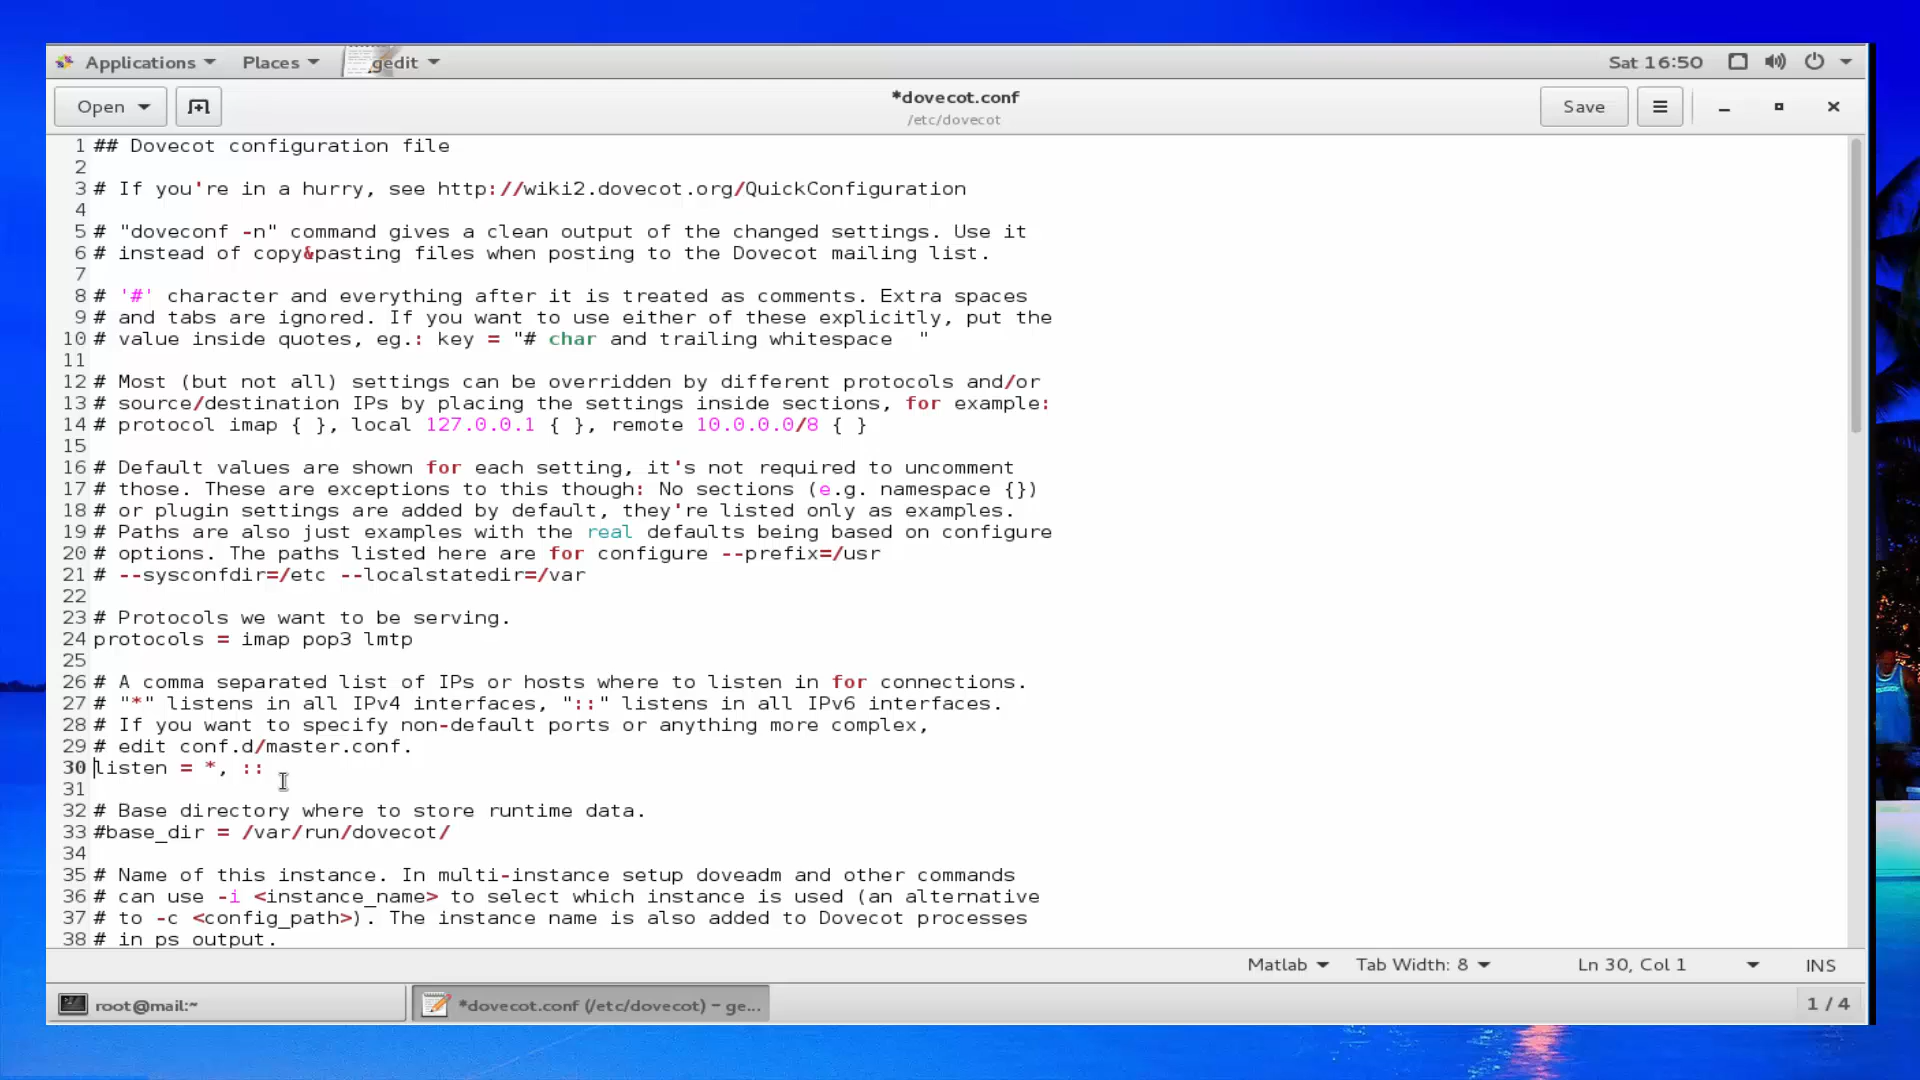 Applications Places gedit Sat 16:50
Open *dovecot.conf Save
/etc/dovecot
1 ## Dovecot configuration file
2
3 # If you're in a hurry, see http://wiki2.dovecot.org/QuickConfiguration
4
5 # "doveconf -n" command gives a clean output of the changed settings. Use it
6 # instead of copy&pasting files when posting to the Dovecot mailing list.
7
8 # '#' character and everything after it is treated as comments. Extra spaces
9 # and tabs are ignored. If you want to use either of these explicitly, put the
10 # value inside quotes, eg.: key = "# char and trailing whitespace  "
11
12 # Most (but not all) settings can be overridden by different protocols and/or
13 # source/destination IPs by placing the settings inside sections, for example:
14 # protocol imap { }, local 127.0.0.1 { }, remote 10.0.0.0/8 { }
15
16 # Default values are shown for each setting, it's not required to uncomment
17 # those. These are exceptions to this though: No sections (e.g. namespace {})
18 # or plugin settings are added by default, they're listed only as examples.
19 # Paths are also just examples with the real defaults being based on configure
20 # options. The paths listed here are for configure --prefix=/usr
21 # --sysconfdir=/etc --localstatedir=/var
22
23 # Protocols we want to be serving.
24 protocols = imap pop3 lmtp
25
26 # A comma separated list of IPs or hosts where to listen in for connections.
27 # "*" listens in all IPv4 interfaces, "::" listens in all IPv6 interfaces.
28 # If you want to specify non-default ports or anything more complex,
29 # edit conf.d/master.conf.
30 listen = *, ::
31
32 # Base directory where to store runtime data.
33 #base_dir = /var/run/dovecot/
34
35 # Name of this instance. In multi-instance setup doveadm and other commands
36 # can use -i <instance_name> to select which instance is used (an alternative
37 # to -c <config_path>). The instance name is also added to Dovecot processes
38 # in ps output.
Matlab Tab Width: 8 Ln 30, Col 1 INS
root@mail:~ *dovecot.conf (/etc/dovecot) – ge... 1 / 4